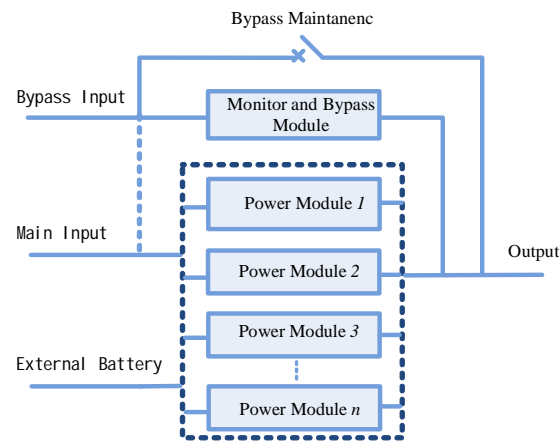 Bypass Maintanenc
Bypass Input
Monitor and Bypass
Module
Power Module 1
Main Input
Power Module 2
Output
Power Module 3
External Battery
Power Module n